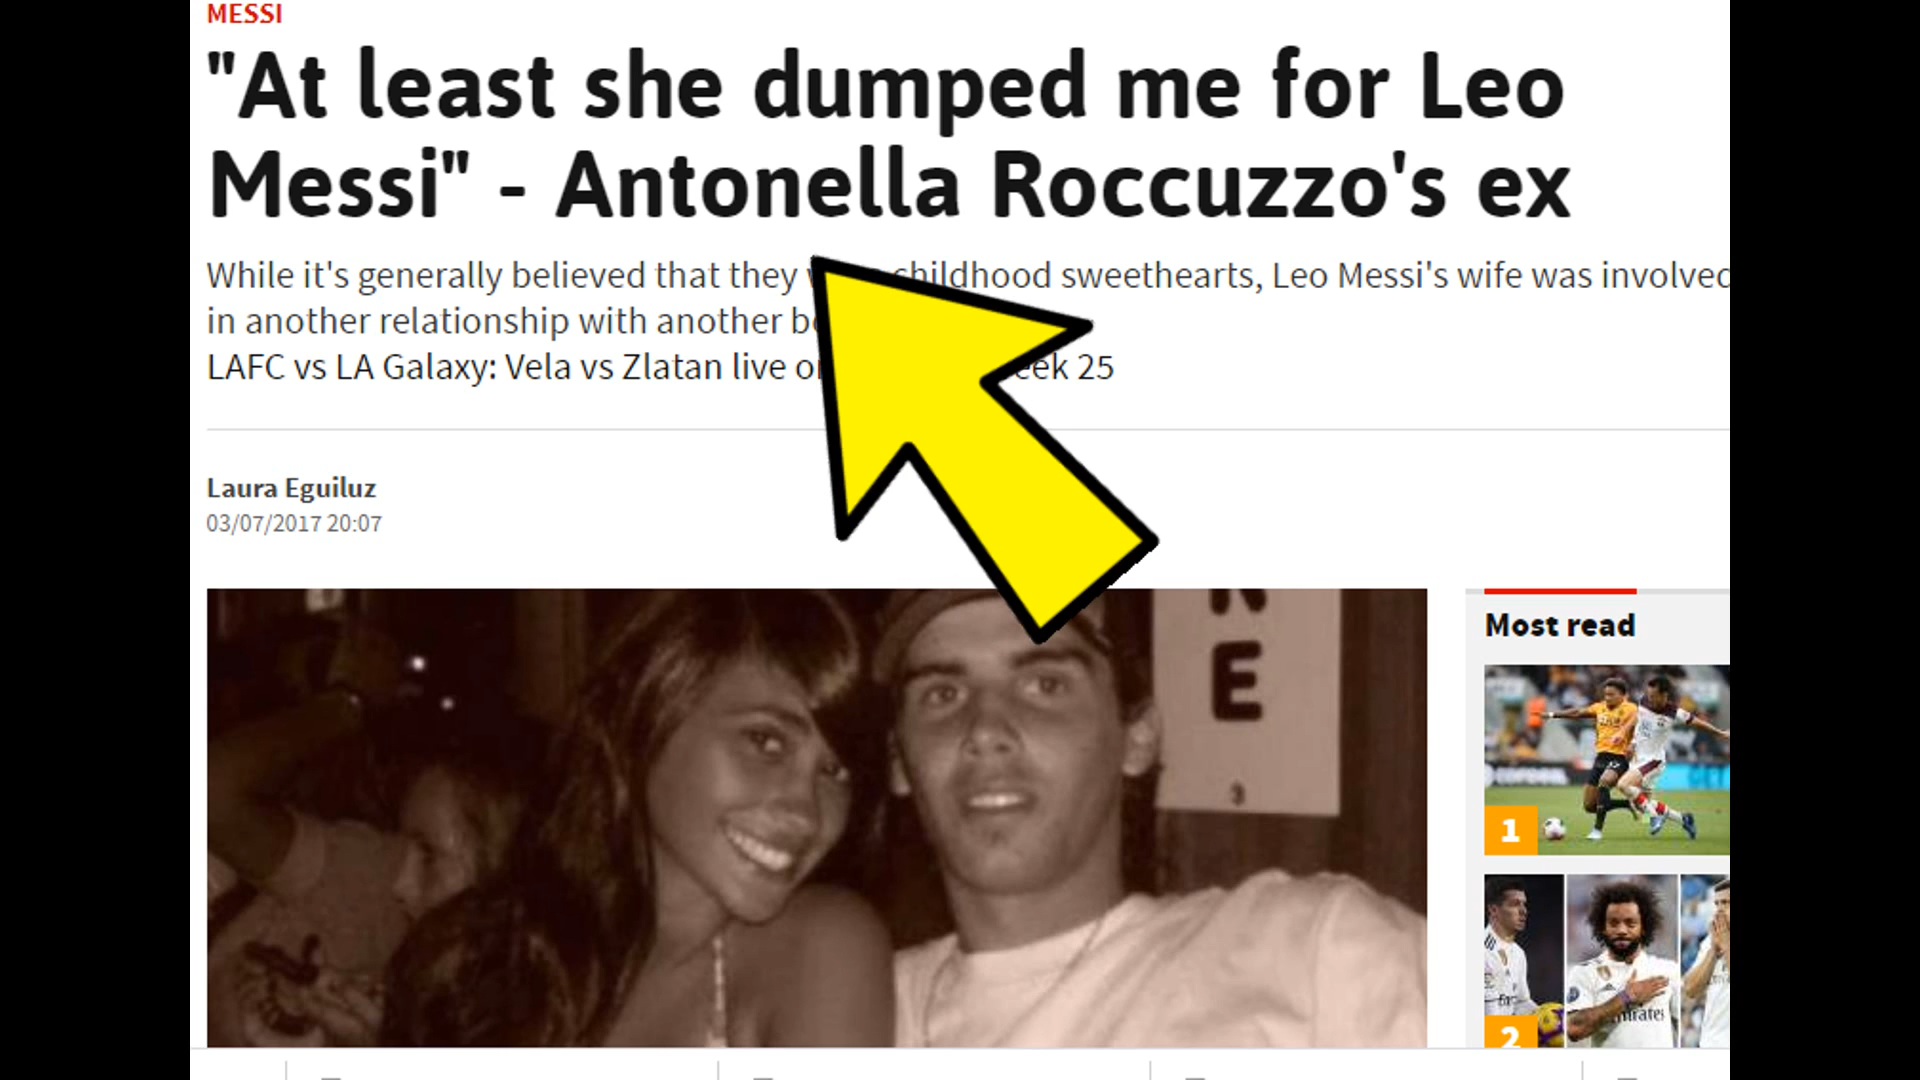 MESSI
"At least she dumped me for Leo
Messi" - Antonella Roccuzzo's ex
While it's generally believed that they childhood sweethearts, Leo Messi's wife was involved
in another relationship with another
LAFC vs LA Galaxy: Vela vs Zlatan live 25
Laura Eguiluz
03/07/2017 20:07
Most read
E
3
1
2